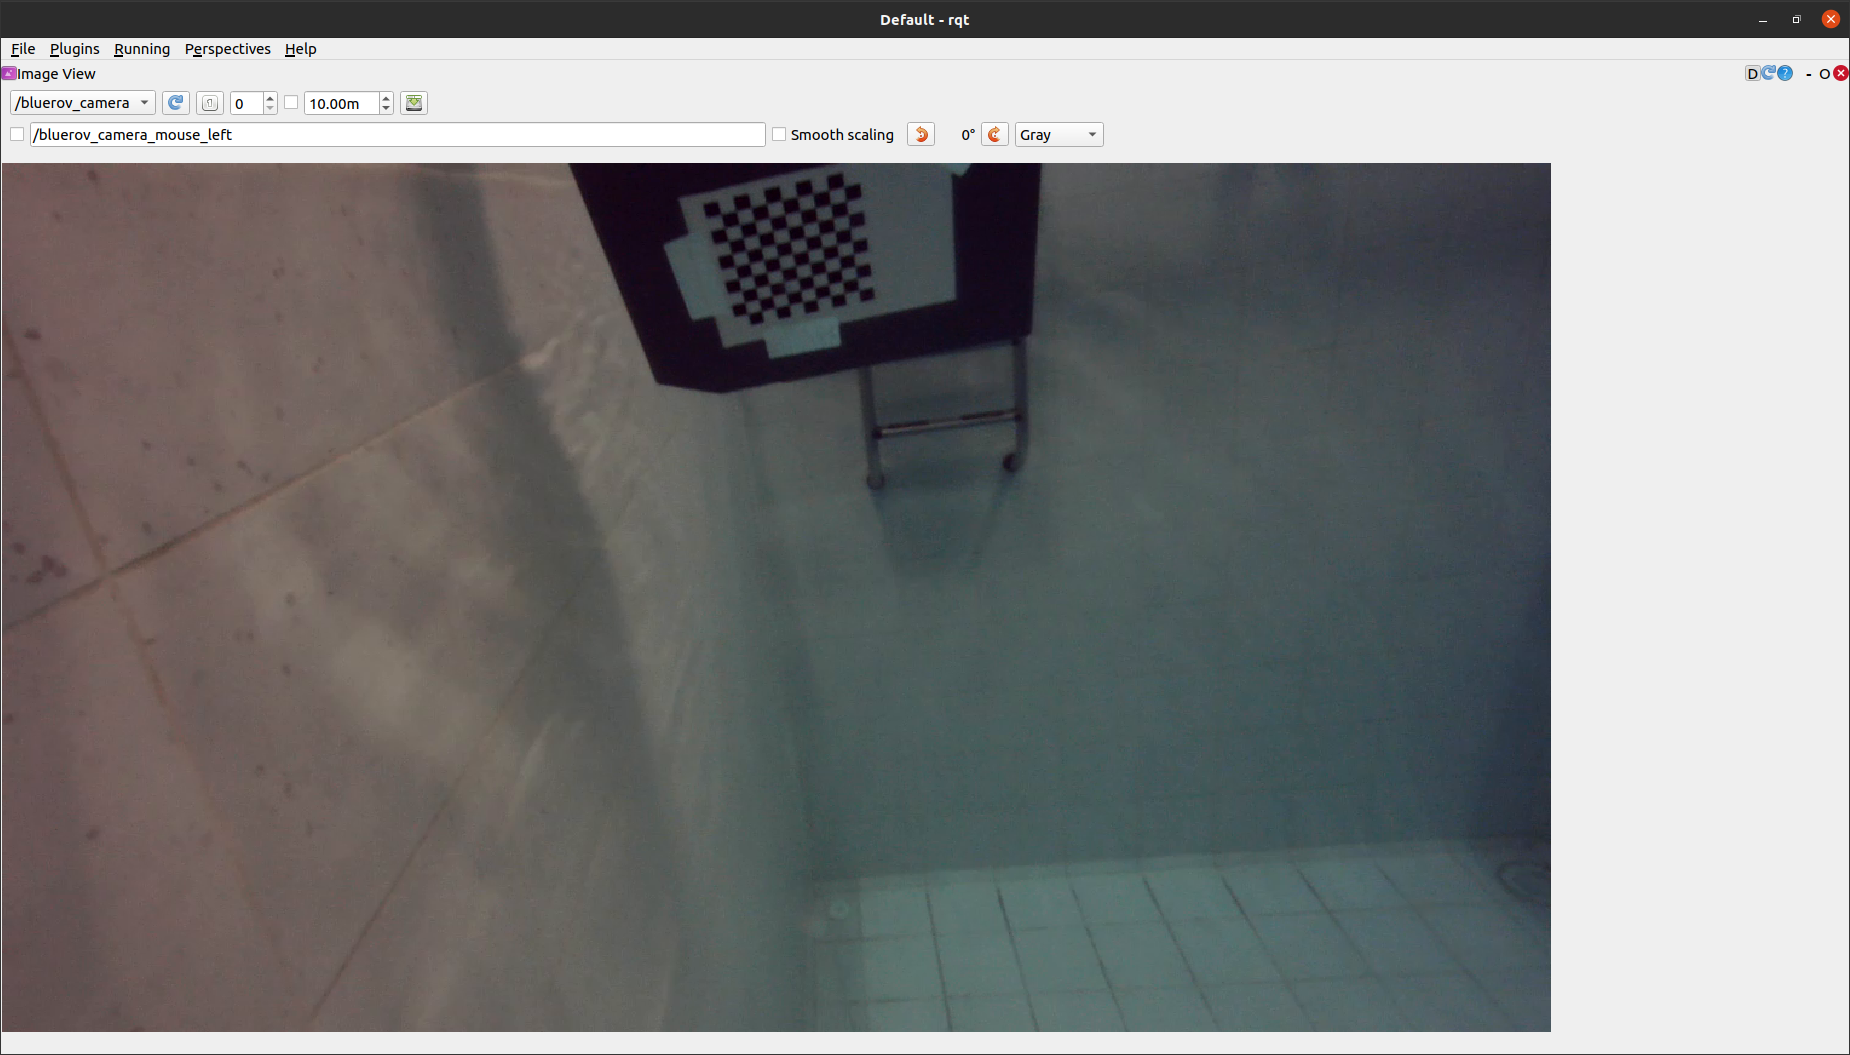 Default - rqt
File Plugins Running Perspectives Help
Image View D ? - O
/bluerov_camera 0 10.00m
/bluerov_camera_mouse_left Smooth scaling 0° Gray